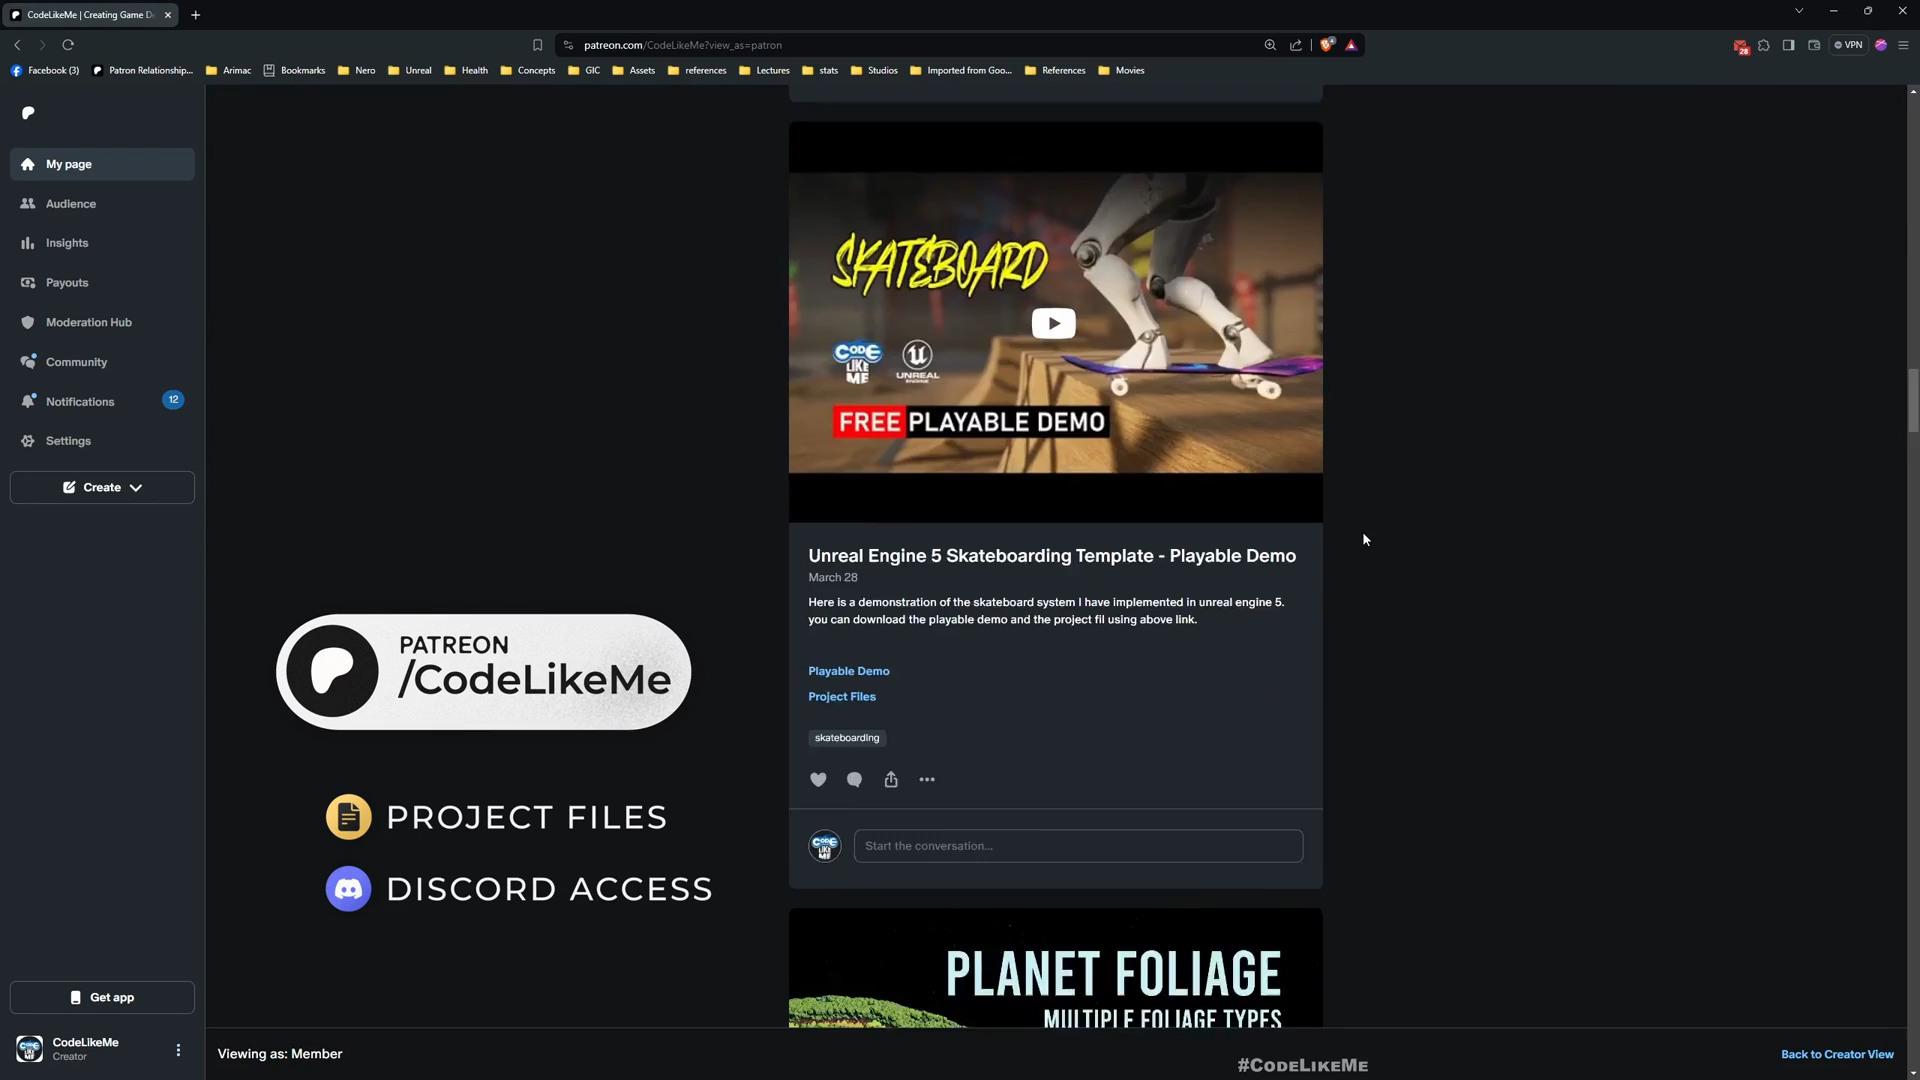 CodeLikeMe | Creating Game D
patreon.com/CodeLikeMe?view_as=patron
28
VPN
Facebook (3)
Patron Relationship...
Arimac
Bookmarks
Nero
Unreal
Health
Concepts
GIC
Assets
references
Lectures
stats
Studios
Imported from Goo...
References
Movies
My page
Audience
Insights
Payouts
Moderation Hub
Community
Notifications
12
Settings
Create
Get app
CodeLikeMe
Creator
PATREON
/CodeLikeMe
PROJECT FILES
DISCORD ACCESS
SKATEBOARD
CODE
LIKE
ME
UNREAL
ENGINE
FREE PLAYABLE DEMO
Unreal Engine 5 Skateboarding Template - Playable Demo
March 28
Here is a demonstration of the skateboard system I have implemented in unreal engine 5.
you can download the playable demo and the project fil using above link.
Playable Demo
Project Files
skateboarding
Start the conversation...
PLANET FOLIAGE
MULTIPLE FOLIAGE TYPES
Viewing as: Member
#CodeLikeMe
Back to Creator View